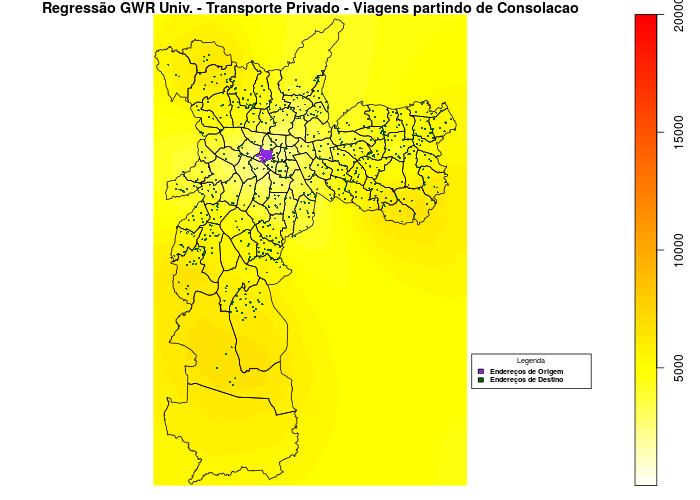 Regressão GWR Univ. - Transporte Privado - Viagens partindo de Consolacao
20000
15000
10000
5000
Legenda
Endereços de Origem
Endereços de Destino